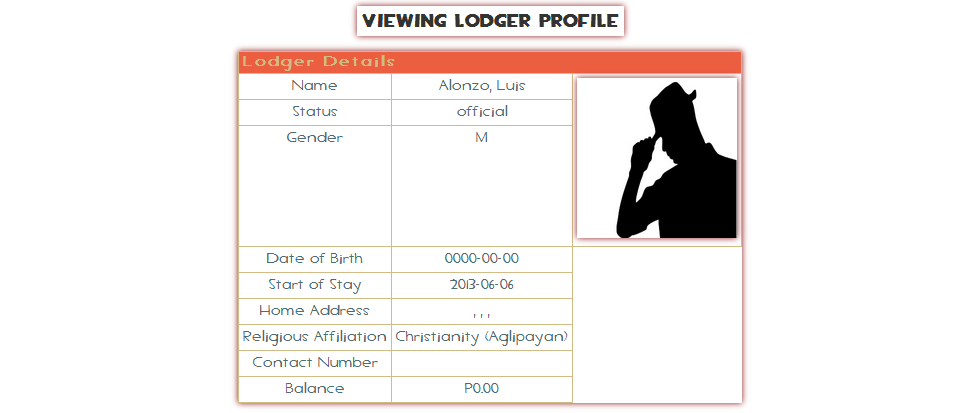 VIEWING LODGER PROFILE
Lodger Details
Name Alonzo, Luis
Status official
Gender M
Date of Birth 0000-00-00
Start of Stay 2013-06-06
Home Address , , ,
Religious Affiliation Christianity (Aglipayan)
Contact Number
Balance P0.00